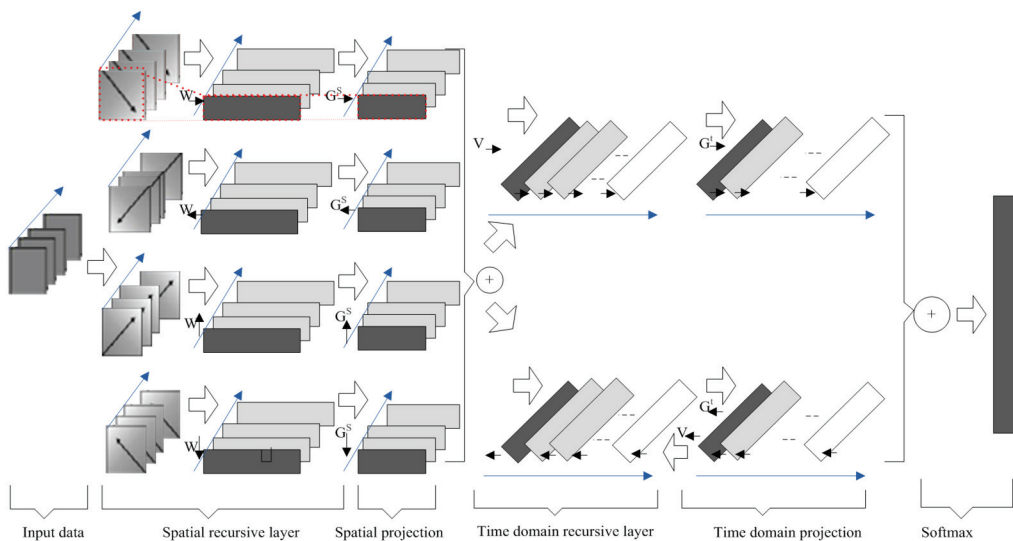 W
G^S
W
G^S
W
G^S
W
G^S
+
V
G^t
V
G^t
+
Input data
Spatial recursive layer
Spatial projection
Time domain recursive layer
Time domain projection
Softmax